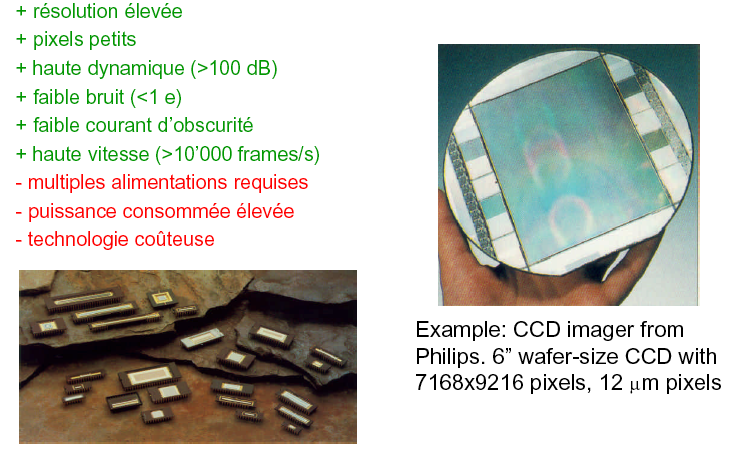 + résolution élevée
+ pixels petits
+ haute dynamique (>100 dB)
+ faible bruit (<1 e)
+ faible courant d'obscurité
+ haute vitesse (>10'000 frames/s)
- multiples alimentations requises
- puissance consommée élevée
- technologie coûteuse
Example: CCD imager from
Philips. 6” wafer-size CCD with
7168x9216 pixels, 12 μm pixels